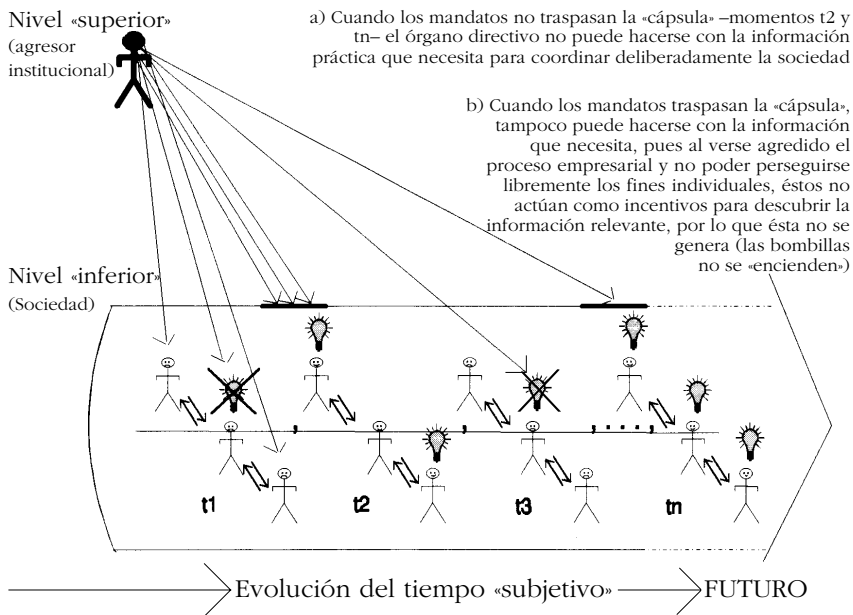 Nivel «superior»
(agresor
institucional)
a) Cuando los mandatos no traspasan la «cápsula» –momentos t2 y
tn– el órgano directivo no puede hacerse con la información
práctica que necesita para coordinar deliberadamente la sociedad
b) Cuando los mandatos traspasan la «cápsula»,
tampoco puede hacerse con la información
que necesita, pues al verse agredido el
proceso empresarial y no poder perseguirse
libremente los fines individuales, éstos no
actúan como incentivos para descubrir la
información relevante, por lo que ésta no se
genera (las bombillas
no se «encienden»)
Nivel «inferior»
(Sociedad)
, , ,....,
t1 t2 t3 tn
Evolución del tiempo «subjetivo» FUTURO